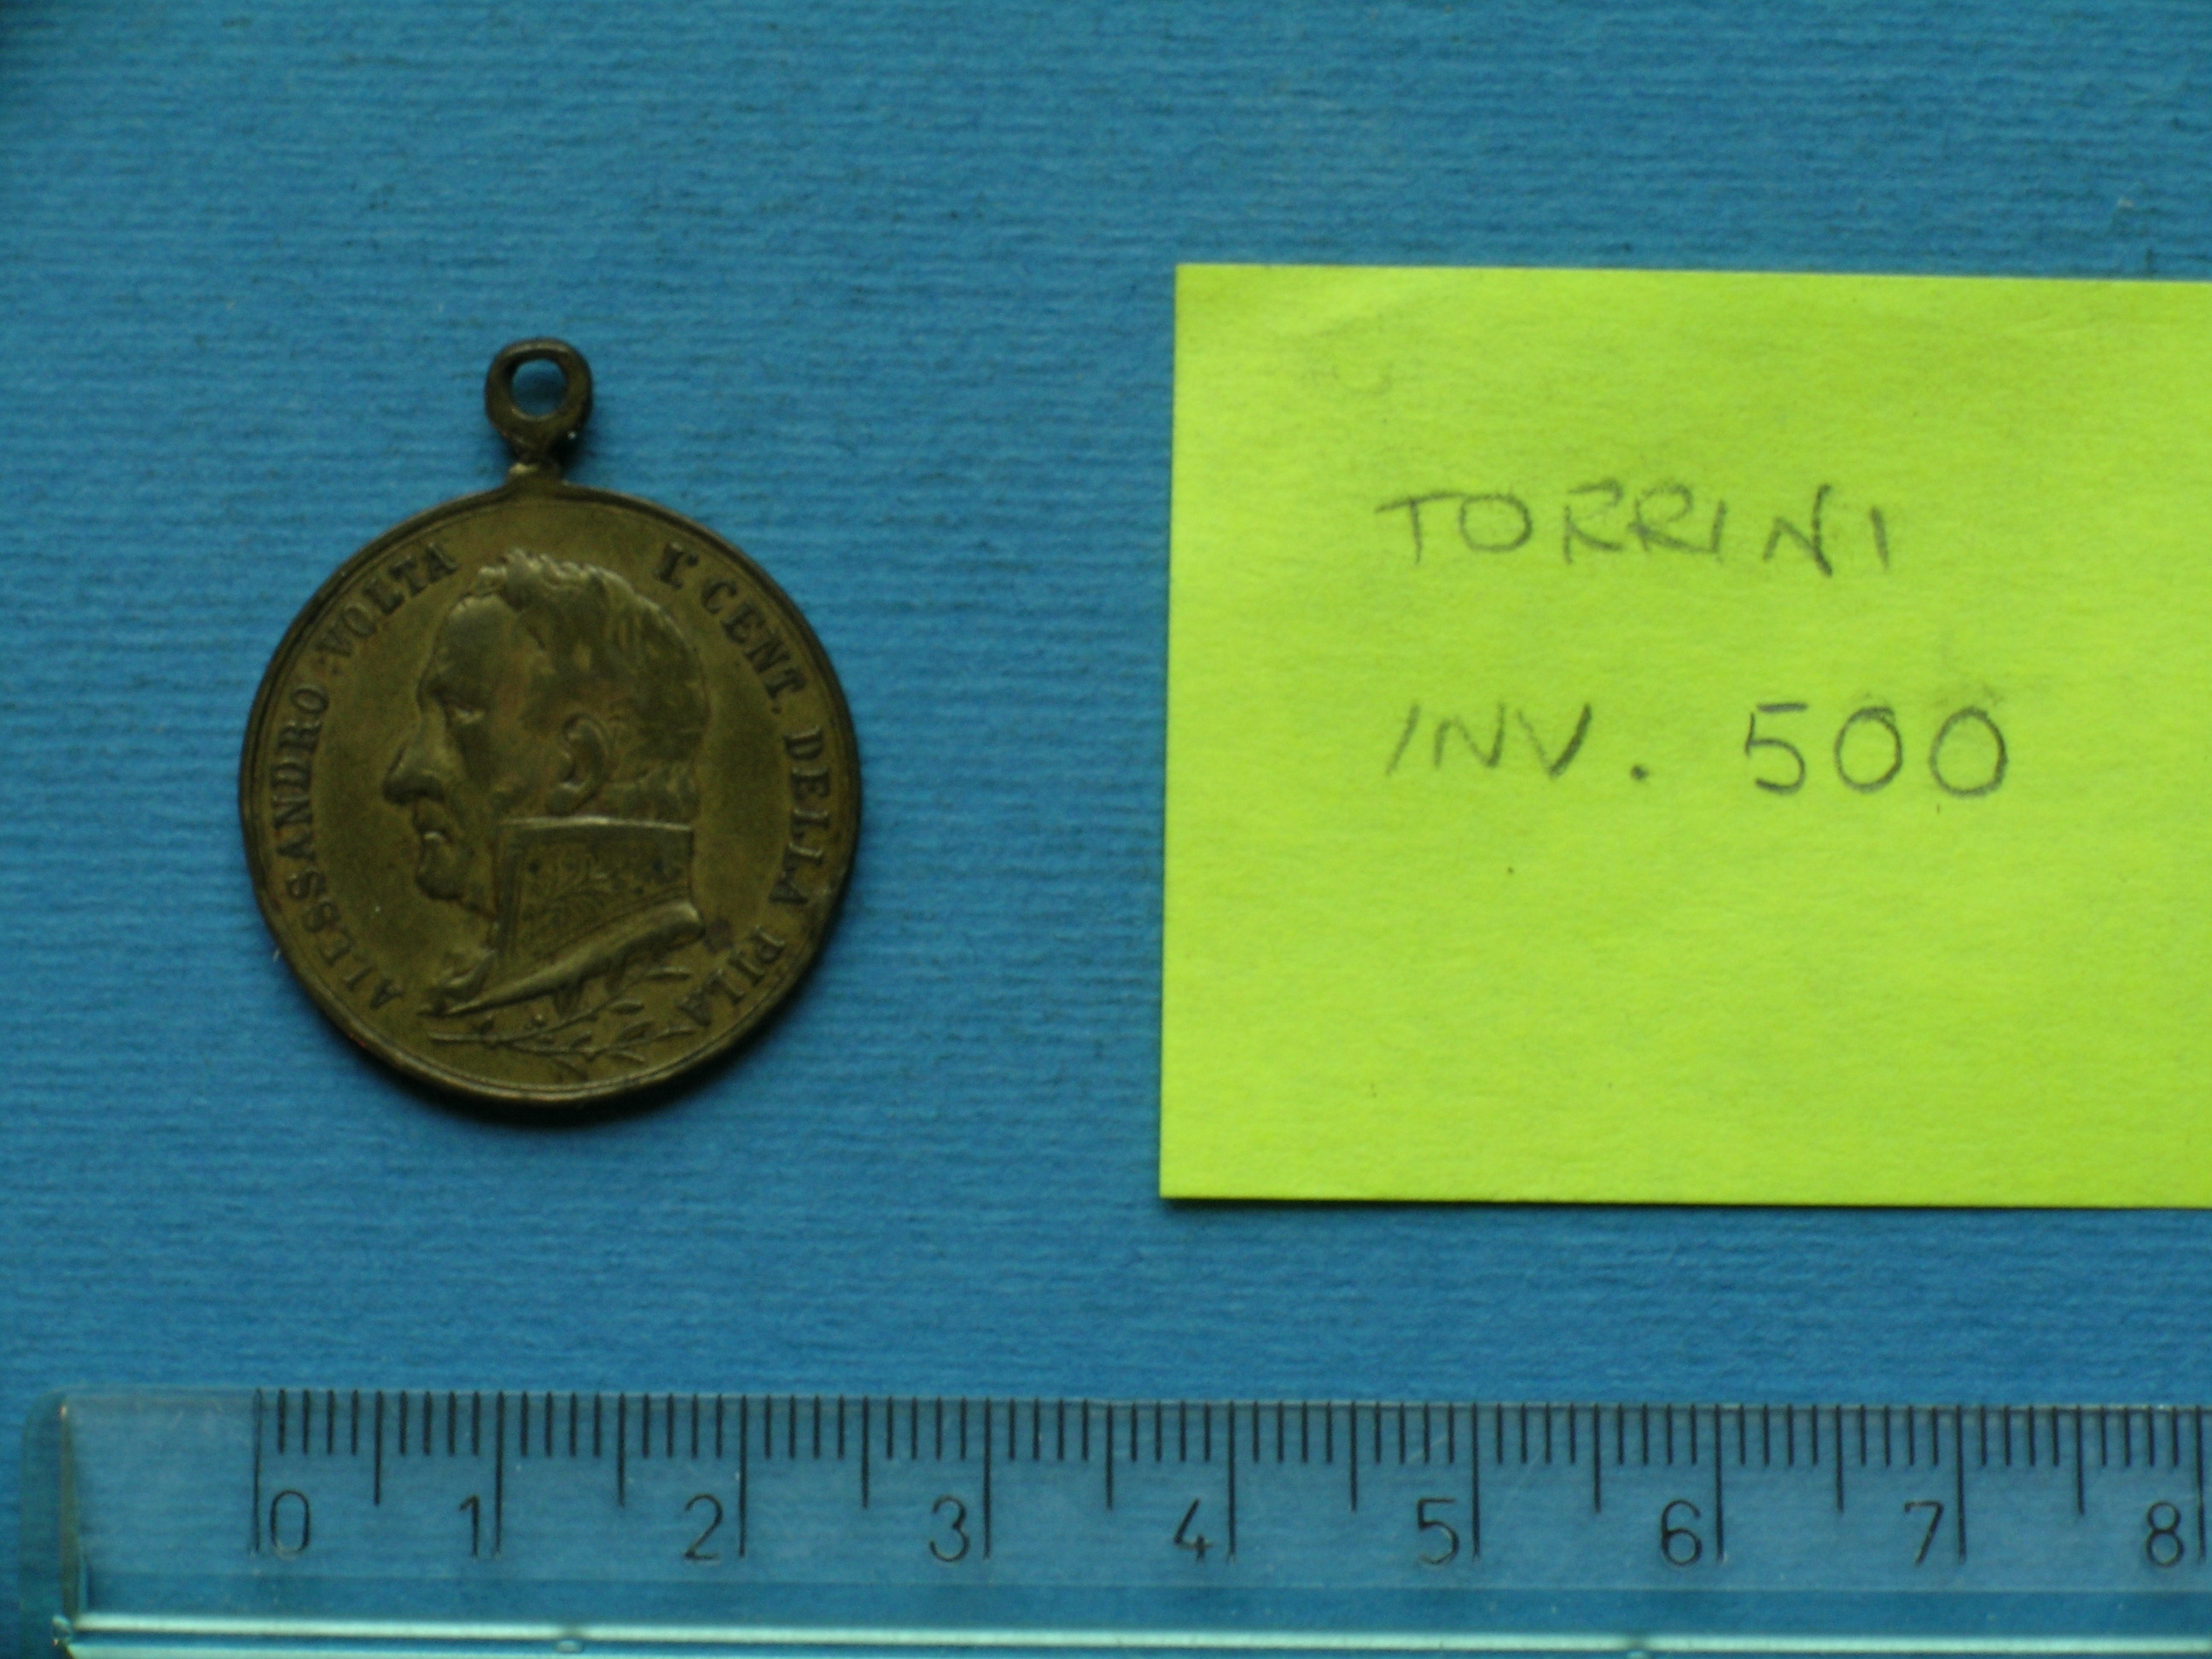 ALESSANDRO VOLTA I° CENT. DELLA PILA
TORRINI
INV. 500
0 1 2 3 4 5 6 7 8